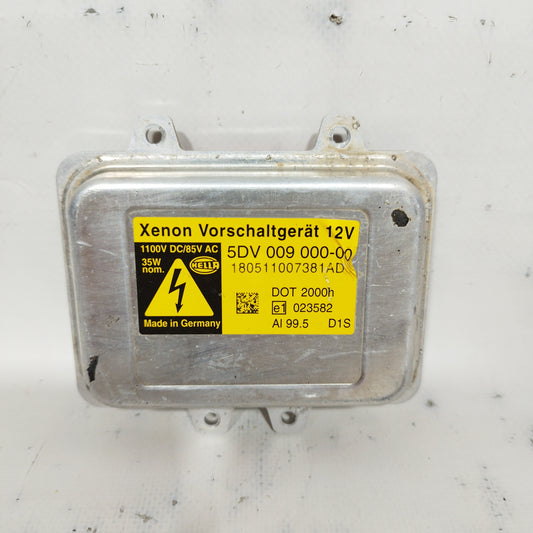 Xenon Vorschaltgerät 12V
1100V DC/85V AC
35W
nom.
HELLA
5DV 009 000-00
180511007381AD
DOT 2000h
e1 023582
Made in Germany
Al 99.5 D1S